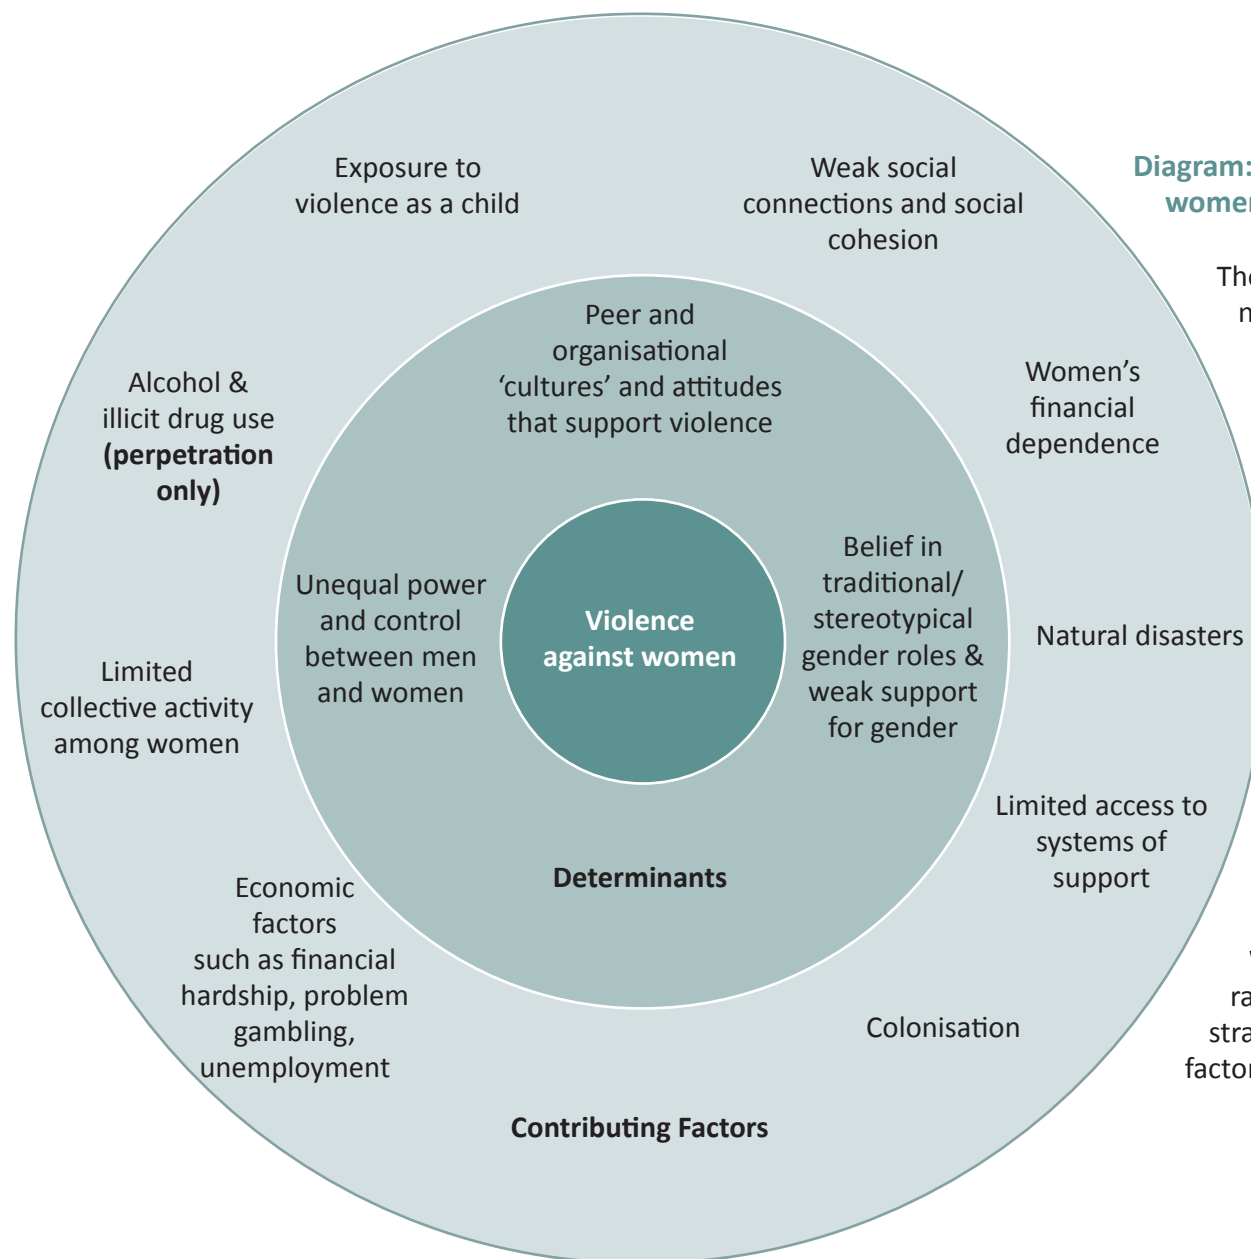 Exposure to
violence as a child
Weak social
connections and social
cohesion
Diagram:
women
The
n
Peer and
organisational
‘cultures’ and attitudes
that support violence
Alcohol &
illicit drug use
(perpetration
only)
Women’s
financial
dependence
Unequal power
and control
between men
and women
Violence
against women
Belief in
traditional/
stereotypical
gender roles &
weak support
for gender
Natural disasters
Limited
collective activity
among women
Limited access to
systems of
support
Determinants
Economic
factors
such as financial
hardship, problem
gambling,
unemployment
Colonisation
ra
stra
factor
Contributing Factors